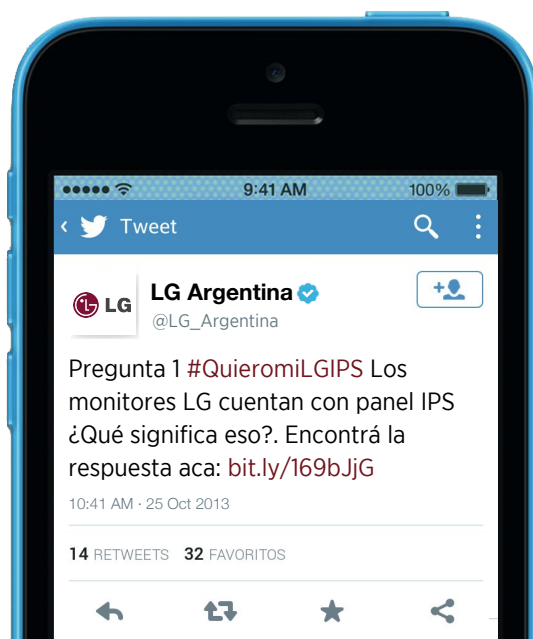 9:41 AM
100%
Tweet
LG
LG Argentina
@LG_Argentina
Pregunta 1 #QuieromiLGIPS Los
monitores LG cuentan con panel IPS
¿Qué significa eso?. Encontrá la
respuesta aca: bit.ly/169bJjG
10:41 AM · 25 Oct 2013
14 RETWEETS 32 FAVORITOS